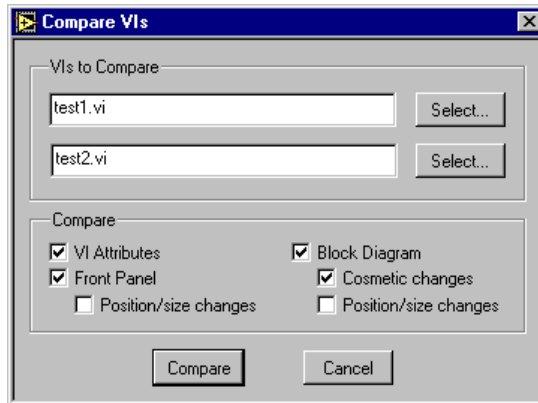 Compare VIs
VIs to Compare
test1.vi
Select...
test2.vi
Select...
Compare
VI Attributes
Block Diagram
Front Panel
Cosmetic changes
Position/size changes
Position/size changes
Compare
Cancel